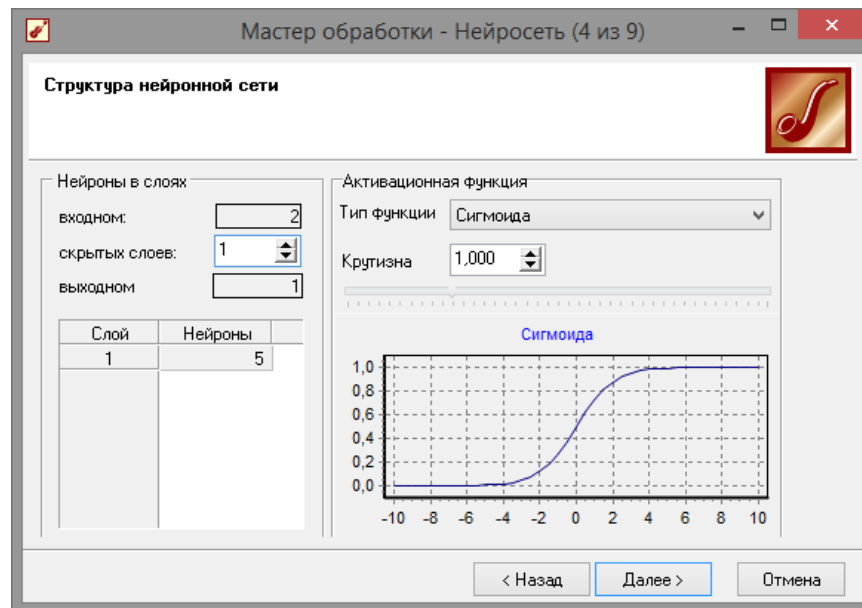 Мастер обработки - Нейросеть (4 из 9)
Структура нейронной сети
Нейроны в слоях
входном: 2
скрытых слоев: 1
выходном 1
Слой Нейроны
1 5
Активационная функция
Тип функции Сигмоида
Крутизна 1,000
Сигмоида
1,0
0,8
0,6
0,4
0,2
0,0
-10 -8 -6 -4 -2 0 2 4 6 8 10
< Назад Далее > Отмена